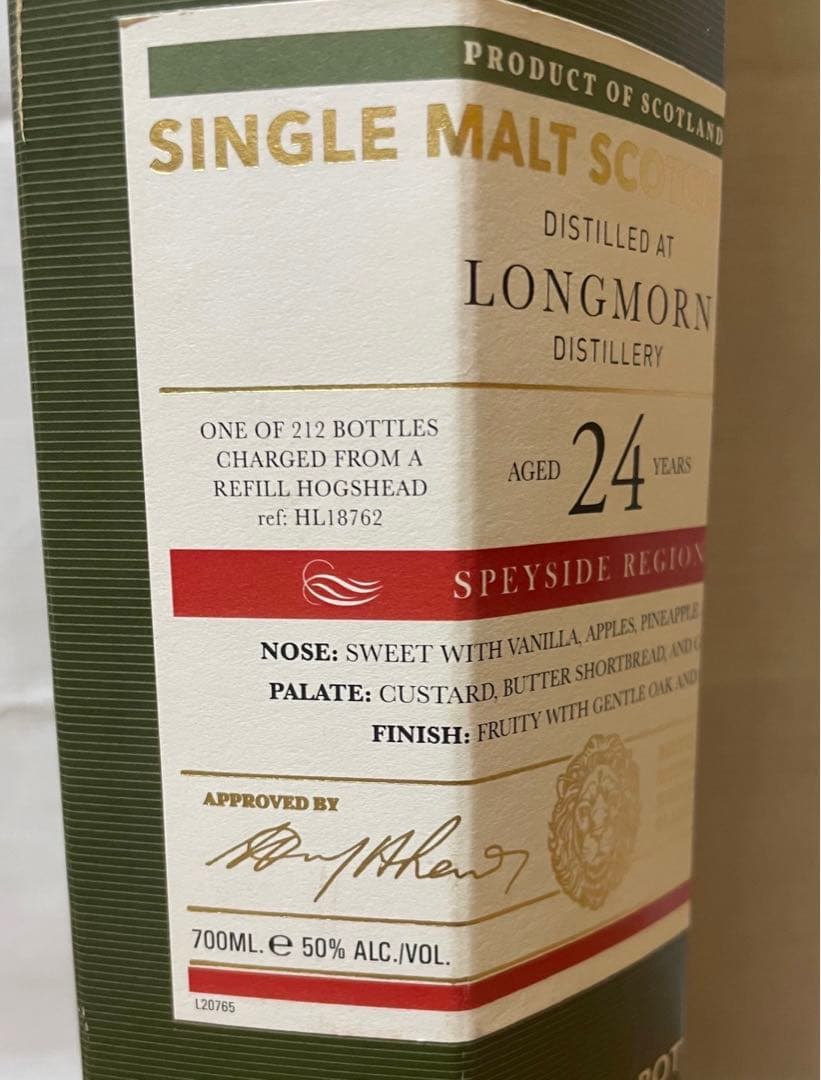 PRODUCT OF SCOTLAND
SINGLE MALT SCOTCH
DISTILLED AT
LONGMORN
DISTILLERY
ONE OF 212 BOTTLES
CHARGED FROM A
REFILL HOGSHEAD
ref: HL18762
AGED 24 YEARS
SPEYSIDE REGION
NOSE: SWEET WITH VANILLA, APPLES, PINEAPPLE
PALATE: CUSTARD, BUTTER SHORTBREAD, AND
FINISH: FRUITY WITH GENTLE OAK AND
APPROVED BY
700ML. e 50% ALC./VOL.
L20765